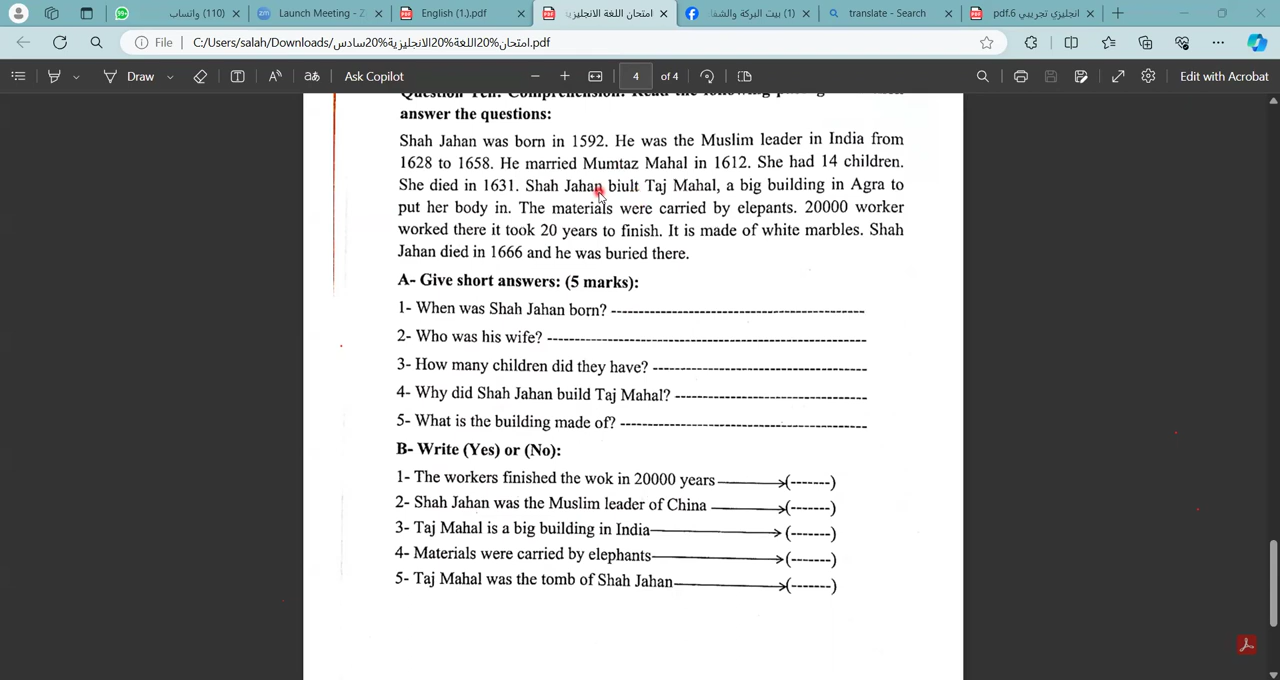 (110) واتساب
Launch Meeting - Z
English (1.).pdf
امتحان اللغة الانجليزية
(1) بيت البركة والشفا
translate - Search
انجليزي تجريبي 6.pdf
File
C:/Users/salah/Downloads/امتحان%20اللغة%20الانجليزية%20سادس.pdf
Draw
Ask Copilot
4
of 4
Edit with Acrobat
Question Ten: Comprehension: Read the following
answer the questions:
Shah Jahan was born in 1592. He was the Muslim leader in India from
1628 to 1658. He married Mumtaz Mahal in 1612. She had 14 children.
She died in 1631. Shah Jahan biult Taj Mahal, a big building in Agra to
put her body in. The materials were carried by elepants. 20000 worker
worked there it took 20 years to finish. It is made of white marbles. Shah
Jahan died in 1666 and he was buried there.
A- Give short answers: (5 marks):
1- When was Shah Jahan born? --------------------------------------------
2- Who was his wife? -------------------------------------------------------
3- How many children did they have? -------------------------------------
4- Why did Shah Jahan build Taj Mahal? ---------------------------------
5- What is the building made of? ------------------------------------------
B- Write (Yes) or (No):
1- The workers finished the wok in 20000 years (-------)
2- Shah Jahan was the Muslim leader of China (-------)
3- Taj Mahal is a big building in India (-------)
4- Materials were carried by elephants (-------)
5- Taj Mahal was the tomb of Shah Jahan (-------)